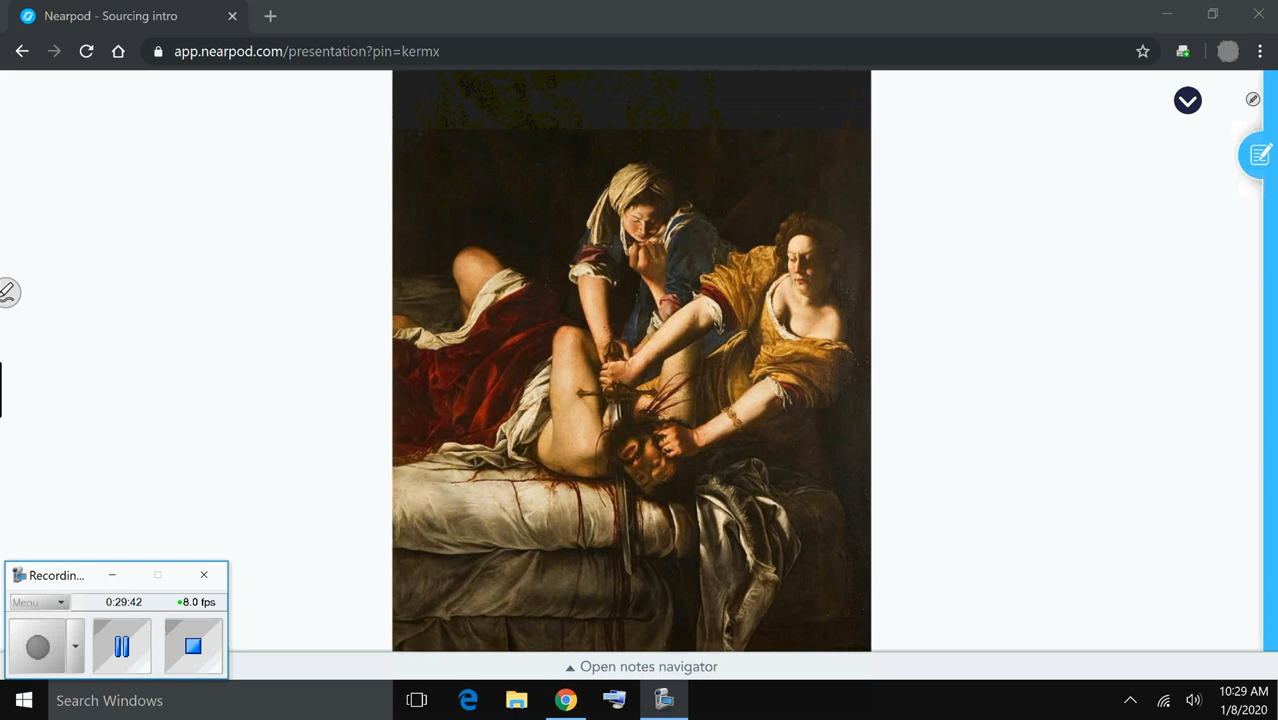 Nearpod - Sourcing intro
app.nearpod.com/presentation?pin=kermx
Recordin...
Menu
0:29:42
8.0 fps
Open notes navigator
Search Windows
10:29 AM
1/8/2020